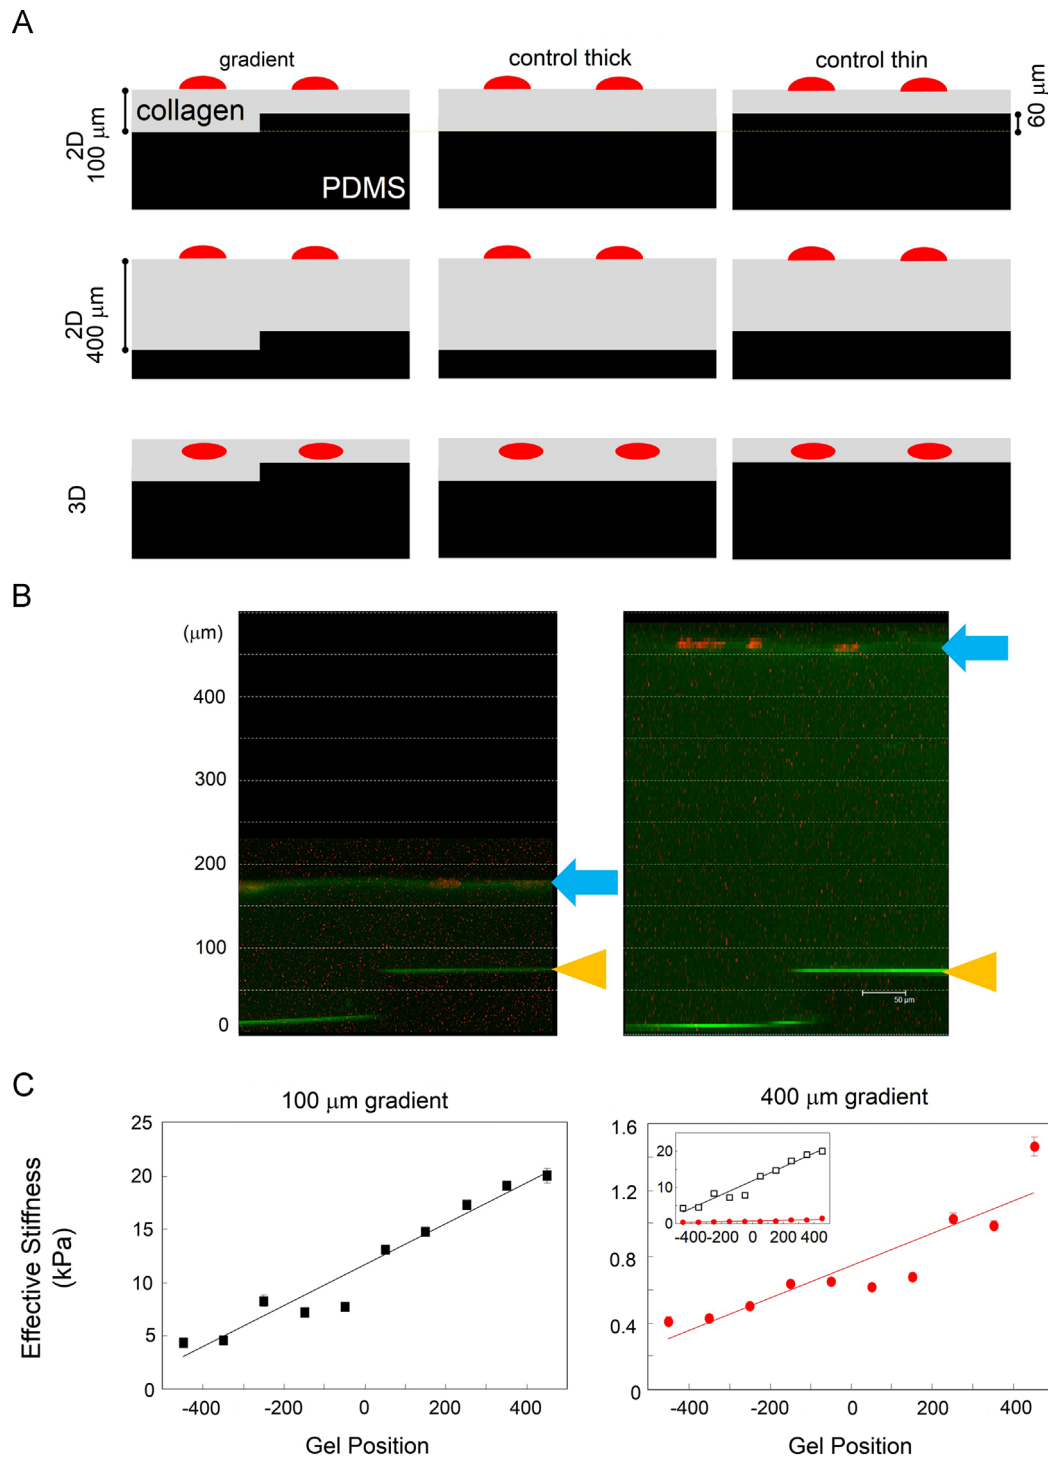 A
gradient
control thick
control thin
2D
100 μm
collagen
PDMS
60 μm
2D
400 μm
3D
B
(μm)
400
300
200
100
0
50 μm
C
100 μm gradient
400 μm gradient
Effective Stiffness
(kPa)
25
20
15
10
5
0
-400 -200 0 200 400
Gel Position
1.6
1.2
0.8
0.4
0
20
10
0
-400 -200 0 200 400
-400 -200 0 200 400
Gel Position